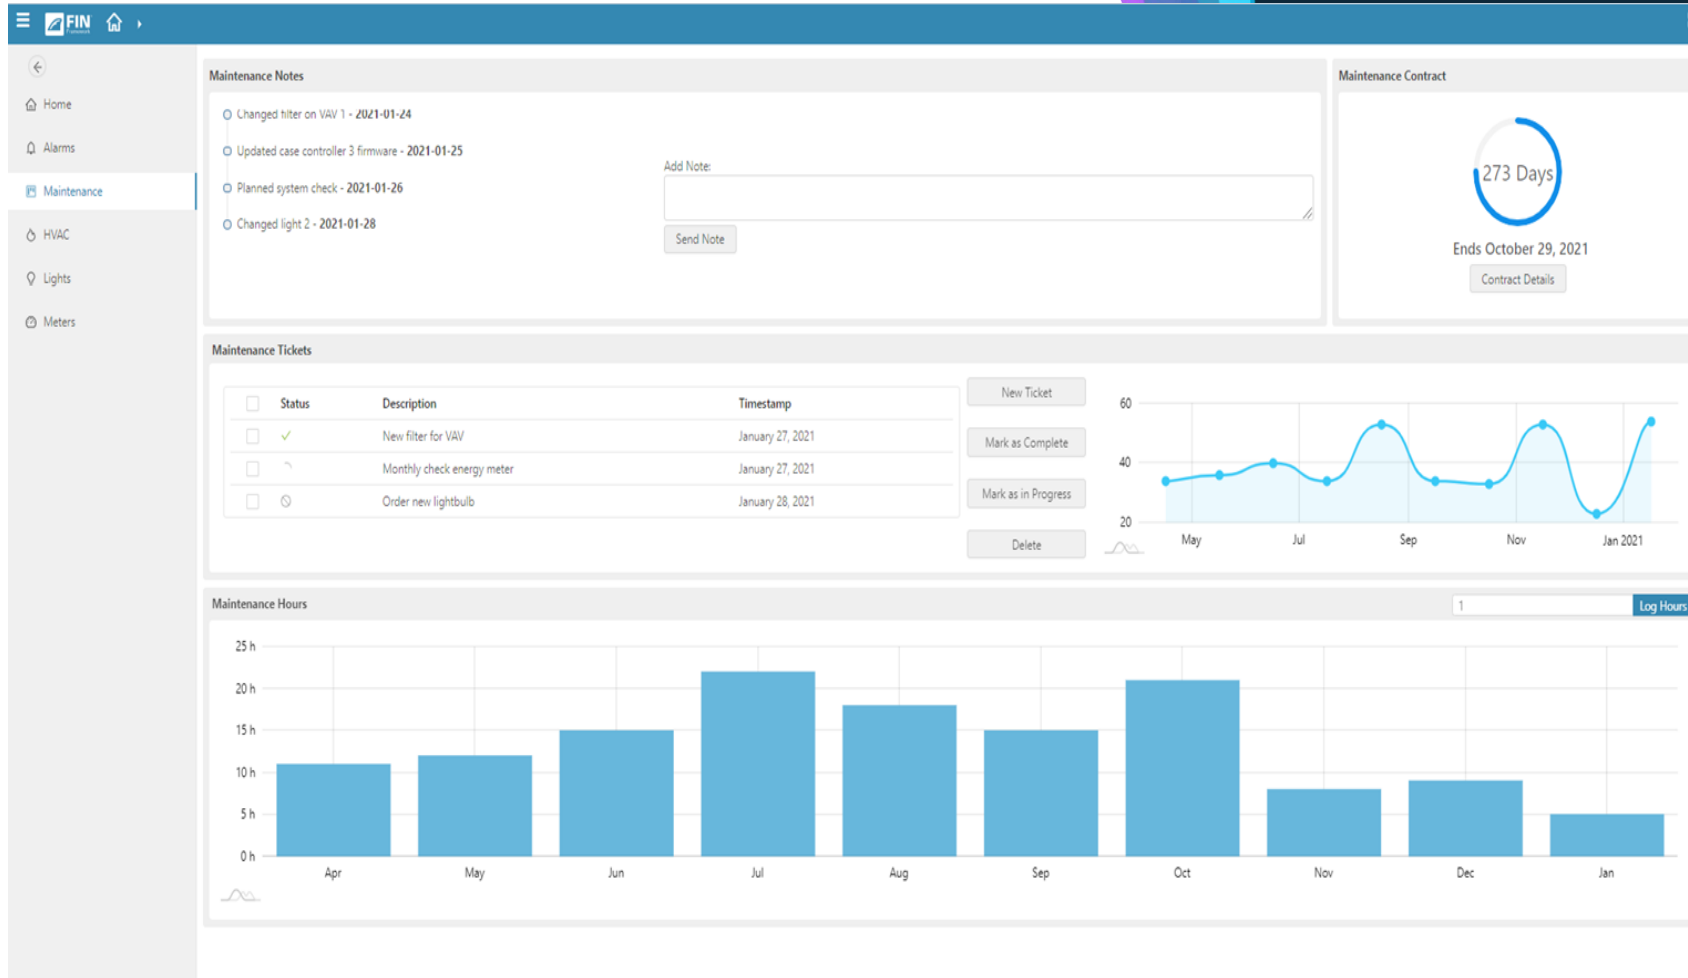 FIN
Framework
Home
Alarms
Maintenance
HVAC
Lights
Meters
Maintenance Notes
Changed filter on VAV 1 - 2021-01-24
Updated case controller 3 firmware - 2021-01-25
Planned system check - 2021-01-26
Changed light 2 - 2021-01-28
Add Note:
Send Note
Maintenance Contract
273 Days
Ends October 29, 2021
Contract Details
Maintenance Tickets
Status Description Timestamp
New filter for VAV January 27, 2021
Monthly check energy meter January 27, 2021
Order new lightbulb January 28, 2021
New Ticket
Mark as Complete
Mark as in Progress
Delete
60
40
20
May Jul Sep Nov Jan 2021
Maintenance Hours
1
Log Hours
25 h
20 h
15 h
10 h
5 h
0 h
Apr May Jun Jul Aug Sep Oct Nov Dec Jan